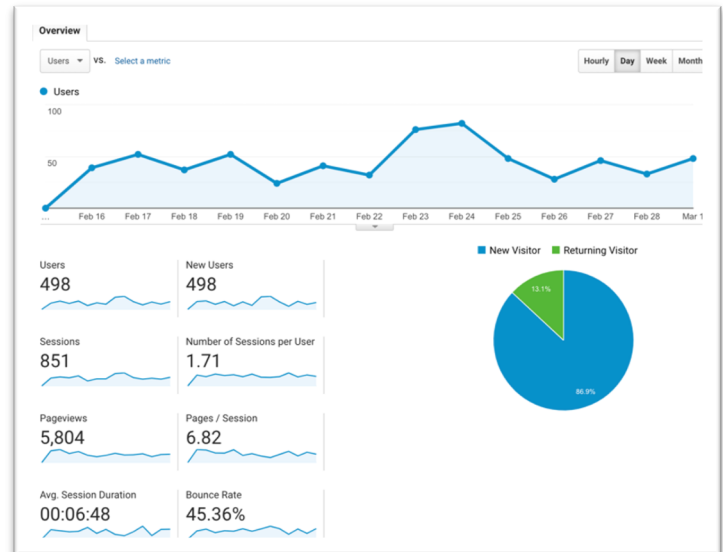 Overview
Users VS. Select a metric
Hourly Day Week Month
Users
100
50
... Feb 16 Feb 17 Feb 18 Feb 19 Feb 20 Feb 21 Feb 22 Feb 23 Feb 24 Feb 25 Feb 26 Feb 27 Feb 28 Mar 1
New Visitor Returning Visitor
Users New Users
498 498
13.1%
Sessions Number of Sessions per User
851 1.71
86.9%
Pageviews Pages / Session
5,804 6.82
Avg. Session Duration Bounce Rate
00:06:48 45.36%